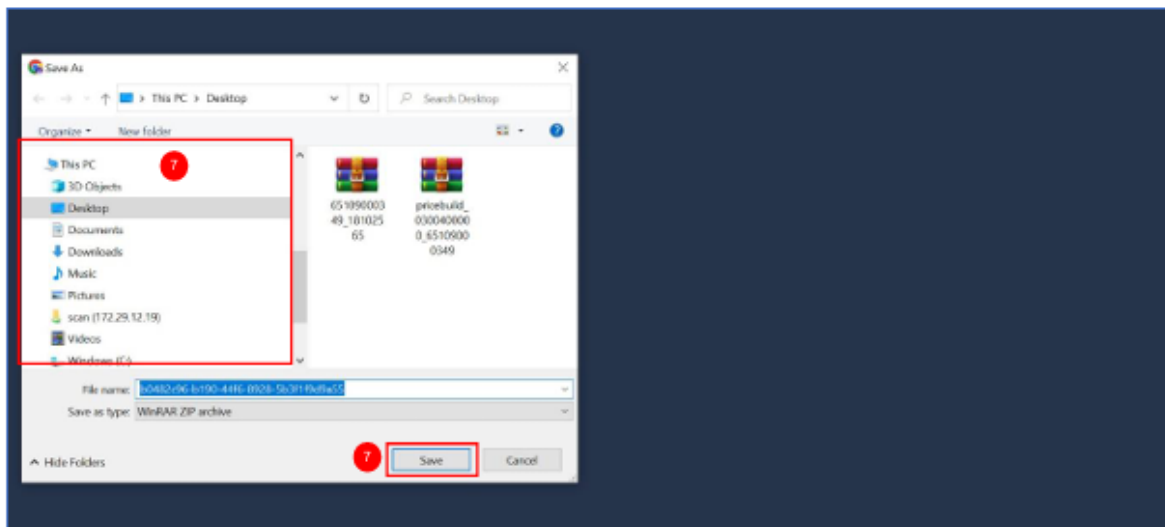 Save As
This PC > Desktop
Search Desktop
Organize
New folder
This PC
7
3D Objects
Desktop
Documents
Downloads
Music
Pictures
scan (172.29.12.19)
Videos
Windows (C:)
651090003
49_181025
65
pricebuild_
030040000
0_6510900
0349
File name:
Save as type: WinRAR ZIP archive
Hide Folders
7
Save
Cancel